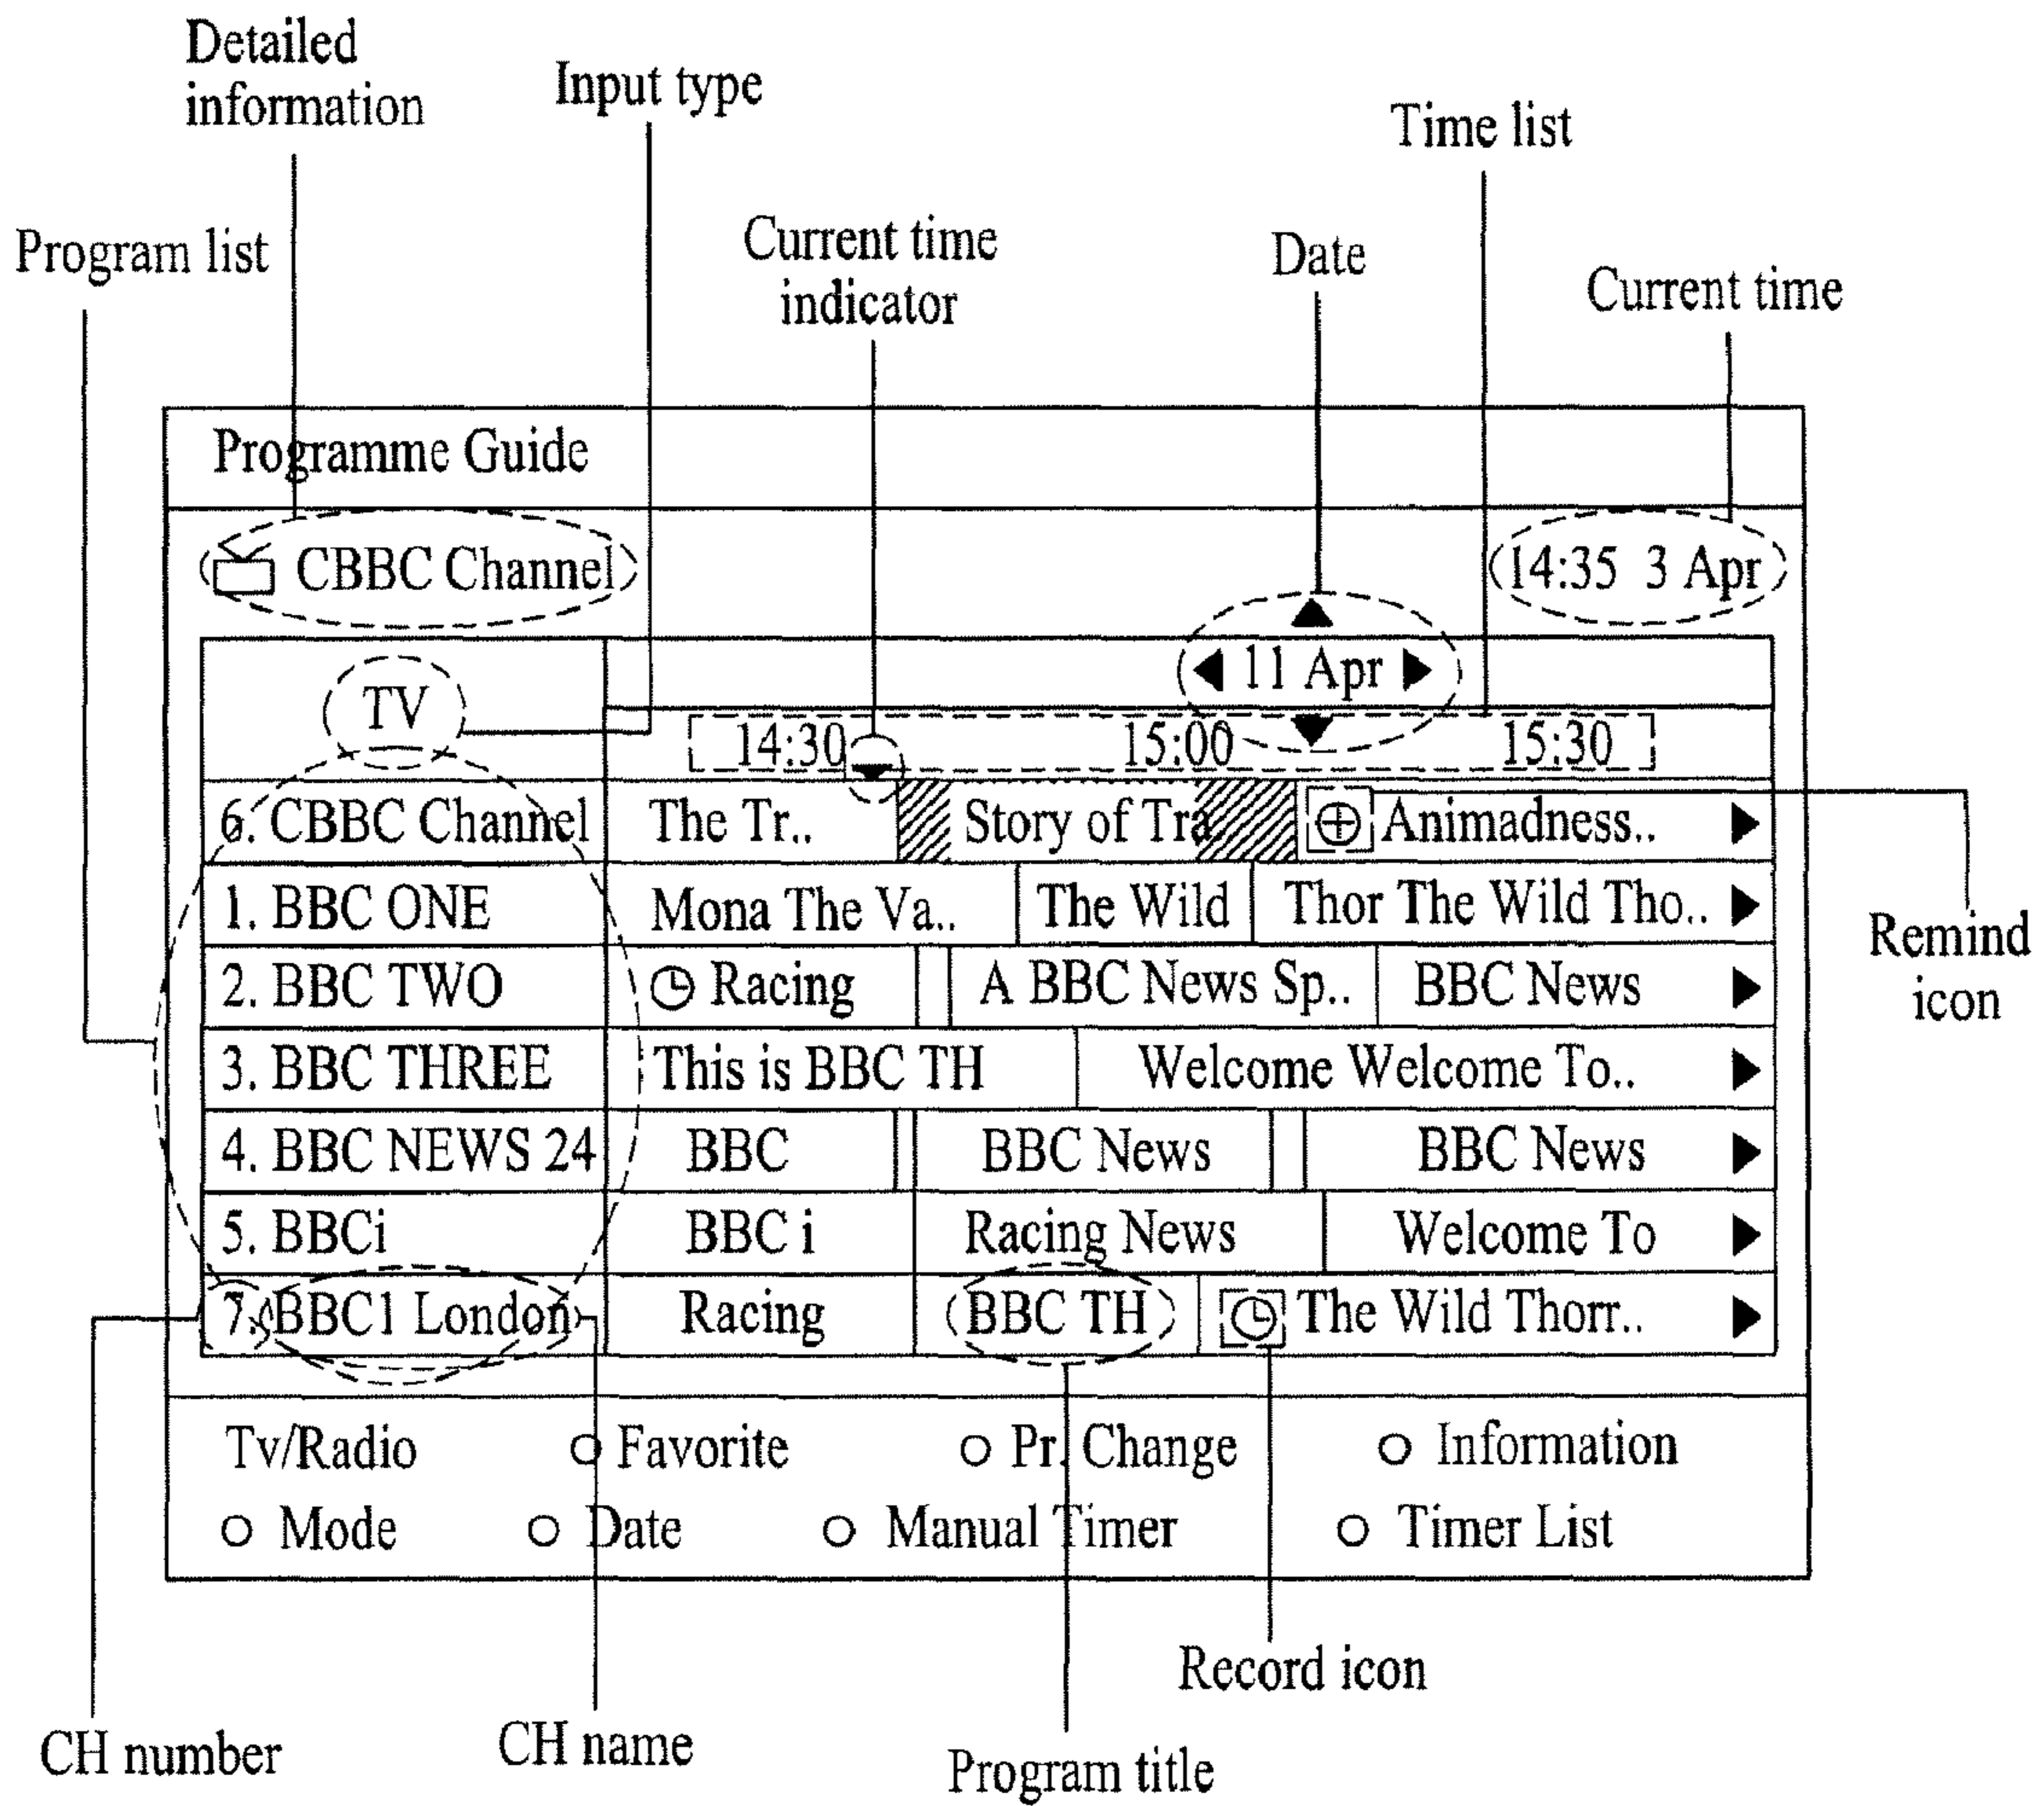 Detailed
information
Input type
Time list
Program list
Current time
indicator
Date
Current time
Programme Guide
CBBC Channel
14:35 3 Apr
11 Apr
TV
14:30 15:00 15:30
6. CBBC Channel The Tr.. Story of Tra Animadness..
1. BBC ONE Mona The Va.. The Wild Thor The Wild Tho..
2. BBC TWO Racing A BBC News Sp.. BBC News
3. BBC THREE This is BBC TH Welcome Welcome To..
4. BBC NEWS 24 BBC BBC News BBC News
5. BBCi BBC i Racing News Welcome To
7. BBC1 London Racing BBC TH The Wild Thorr..
Remind
icon
Tv/Radio Favorite Pr. Change Information
Mode Date Manual Timer Timer List
Record icon
CH number
CH name
Program title